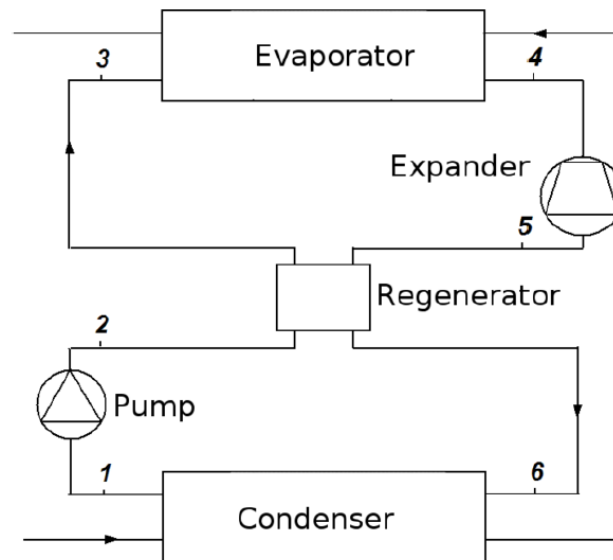 Evaporator
3
4
Expander
5
Regenerator
2
Pump
1
6
Condenser